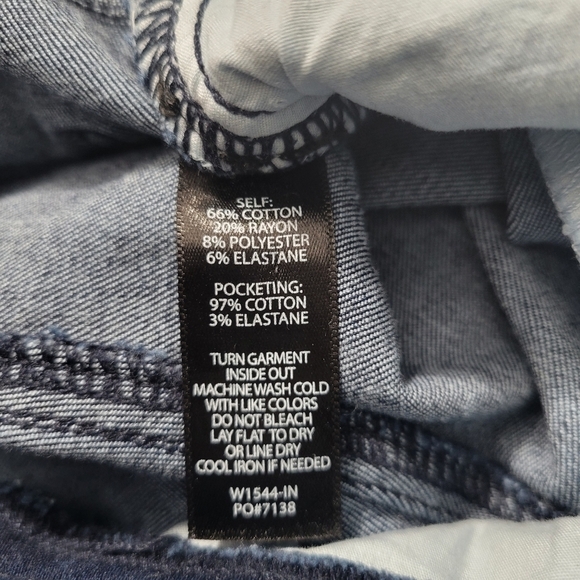 SELF:
66% COTTON
20% RAYON
8% POLYESTER
6% ELASTANE
POCKETING:
97% COTTON
3% ELASTANE
TURN GARMENT
INSIDE OUT
MACHINE WASH COLD
WITH LIKE COLORS
DO NOT BLEACH
LAY FLAT TO DRY
OR LINE DRY
COOL IRON IF NEEDED
W1544-IN
PO#7138